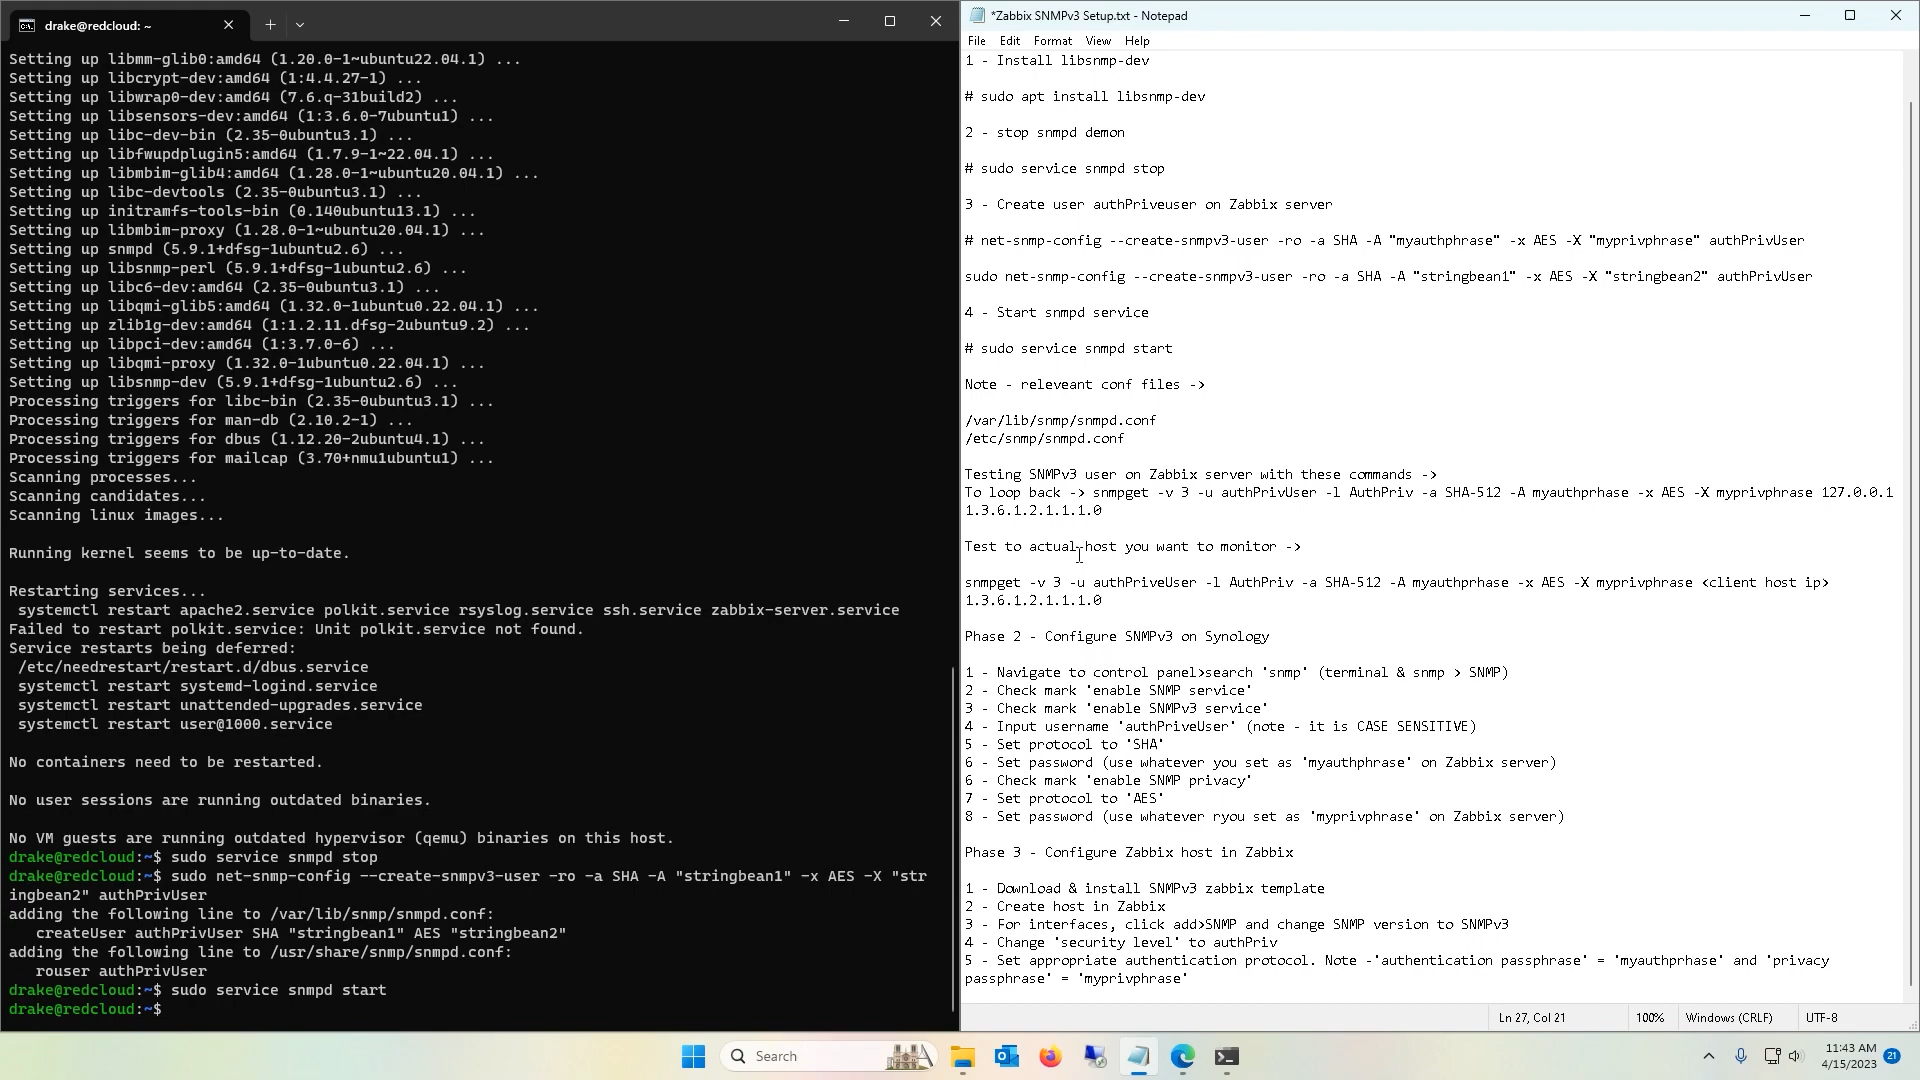 drake@redcloud: ~
Setting up libmm-glib0:amd64 (1.20.0-1~ubuntu22.04.1) ...
Setting up libcrypt-dev:amd64 (1:4.4.27-1) ...
Setting up libwrap0-dev:amd64 (7.6.q-31build2) ...
Setting up libsensors-dev:amd64 (1:3.6.0-7ubuntu1) ...
Setting up libc-dev-bin (2.35-0ubuntu3.1) ...
Setting up libfwupdplugin5:amd64 (1.7.9-1~22.04.1) ...
Setting up libmbim-glib4:amd64 (1.28.0-1~ubuntu20.04.1) ...
Setting up libc-devtools (2.35-0ubuntu3.1) ...
Setting up initramfs-tools-bin (0.140ubuntu13.1) ...
Setting up libmbim-proxy (1.28.0-1~ubuntu20.04.1) ...
Setting up snmpd (5.9.1+dfsg-1ubuntu2.6) ...
Setting up libsnmp-perl (5.9.1+dfsg-1ubuntu2.6) ...
Setting up libc6-dev:amd64 (2.35-0ubuntu3.1) ...
Setting up libqmi-glib5:amd64 (1.32.0-1ubuntu0.22.04.1) ...
Setting up zlib1g-dev:amd64 (1:1.2.11.dfsg-2ubuntu9.2) ...
Setting up libpci-dev:amd64 (1:3.7.0-6) ...
Setting up libqmi-proxy (1.32.0-1ubuntu0.22.04.1) ...
Setting up libsnmp-dev (5.9.1+dfsg-1ubuntu2.6) ...
Processing triggers for libc-bin (2.35-0ubuntu3.1) ...
Processing triggers for man-db (2.10.2-1) ...
Processing triggers for dbus (1.12.20-2ubuntu4.1) ...
Processing triggers for mailcap (3.70+nmu1ubuntu1) ...
Scanning processes...
Scanning candidates...
Scanning linux images...
Running kernel seems to be up-to-date.
Restarting services...
systemctl restart apache2.service polkit.service rsyslog.service ssh.service zabbix-server.service
Failed to restart polkit.service: Unit polkit.service not found.
Service restarts being deferred:
/etc/needrestart/restart.d/dbus.service
systemctl restart systemd-logind.service
systemctl restart unattended-upgrades.service
systemctl restart user@1000.service
No containers need to be restarted.
No user sessions are running outdated binaries.
No VM guests are running outdated hypervisor (qemu) binaries on this host.
drake@redcloud:~$ sudo service snmpd stop
drake@redcloud:~$ sudo net-snmp-config --create-snmpv3-user -ro -a SHA -A "stringbean1" -x AES -X "str
ingbean2" authPrivUser
adding the following line to /var/lib/snmp/snmpd.conf:
createUser authPrivUser SHA "stringbean1" AES "stringbean2"
adding the following line to /usr/share/snmp/snmpd.conf:
rouser authPrivUser
drake@redcloud:~$ sudo service snmpd start
drake@redcloud:~$
*Zabbix SNMPv3 Setup.txt - Notepad
File Edit Format View Help
1 - Install libsnmp-dev
# sudo apt install libsnmp-dev
2 - stop snmpd demon
# sudo service snmpd stop
3 - Create user authPriveuser on Zabbix server
# net-snmp-config --create-snmpv3-user -ro -a SHA -A "myauthphrase" -x AES -X "myprivphrase" authPrivUser
sudo net-snmp-config --create-snmpv3-user -ro -a SHA -A "stringbean1" -x AES -X "stringbean2" authPrivUser
4 - Start snmpd service
# sudo service snmpd start
Note - releveant conf files ->
/var/lib/snmp/snmpd.conf
/etc/snmp/snmpd.conf
Testing SNMPv3 user on Zabbix server with these commands ->
To loop back -> snmpget -v 3 -u authPrivUser -l AuthPriv -a SHA-512 -A myauthprhase -x AES -X myprivphrase 127.0.0.1
1.3.6.1.2.1.1.1.0
Test to actual host you want to monitor ->
snmpget -v 3 -u authPriveUser -l AuthPriv -a SHA-512 -A myauthprhase -x AES -X myprivphrase <client host ip>
1.3.6.1.2.1.1.1.0
Phase 2 - Configure SNMPv3 on Synology
1 - Navigate to control panel>search 'snmp' (terminal & snmp > SNMP)
2 - Check mark 'enable SNMP service'
3 - Check mark 'enable SNMPv3 service'
4 - Input username 'authPriveUser' (note - it is CASE SENSITIVE)
5 - Set protocol to 'SHA'
6 - Set password (use whatever you set as 'myauthphrase' on Zabbix server)
6 - Check mark 'enable SNMP privacy'
7 - Set protocol to 'AES'
8 - Set password (use whatever ryou set as 'myprivphrase' on Zabbix server)
Phase 3 - Configure Zabbix host in Zabbix
1 - Download & install SNMPv3 zabbix template
2 - Create host in Zabbix
3 - For interfaces, click add>SNMP and change SNMP version to SNMPv3
4 - Change 'security level' to authPriv
5 - Set appropriate authentication protocol. Note -'authentication passphrase' = 'myauthprhase' and 'privacy
passphrase' = 'myprivphrase'
Ln 27, Col 21 100% Windows (CRLF) UTF-8
Search
11:43 AM
4/15/2023
21